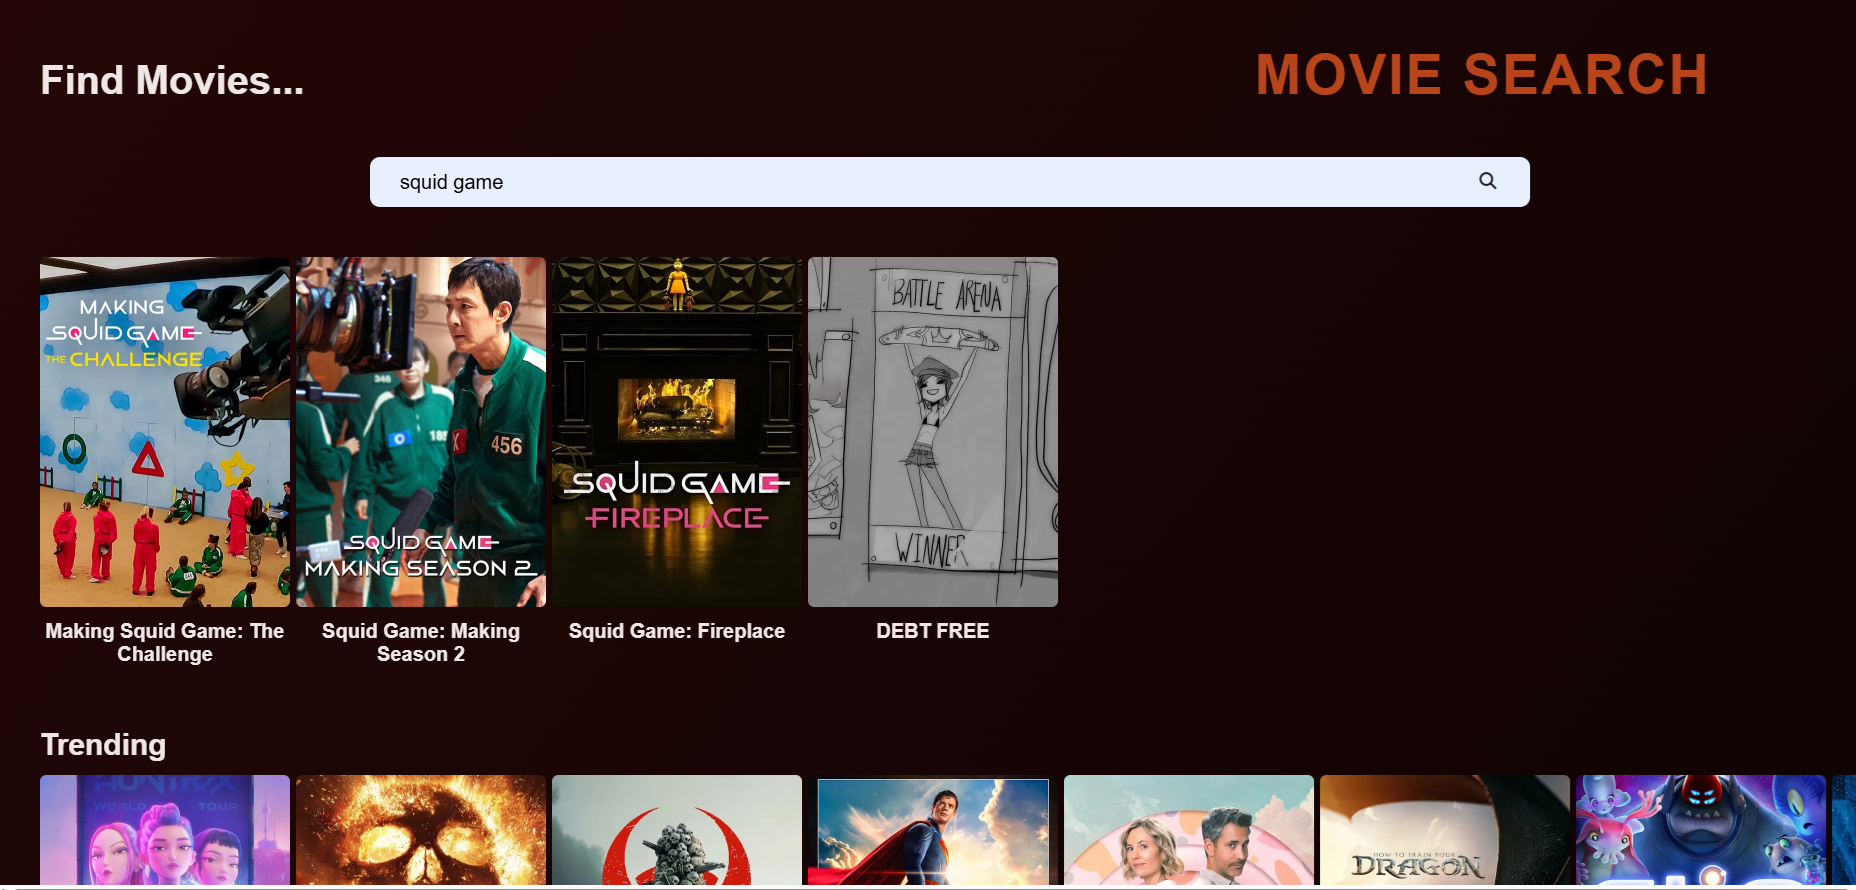 Find Movies...
MOVIE SEARCH
squid game
MAKING
SQUID GAME
THE CHALLENGE
346
185
456
SQUID GAME
MAKING SEASON 2
SQUID GAME
FIREPLACE
BATTLE ARENA
WINNER
Making Squid Game: The
Challenge
Squid Game: Making
Season 2
Squid Game: Fireplace
DEBT FREE
Trending
HUNTR/X
WORLD TOUR
HOW TO TRAIN YOUR
DRAGON